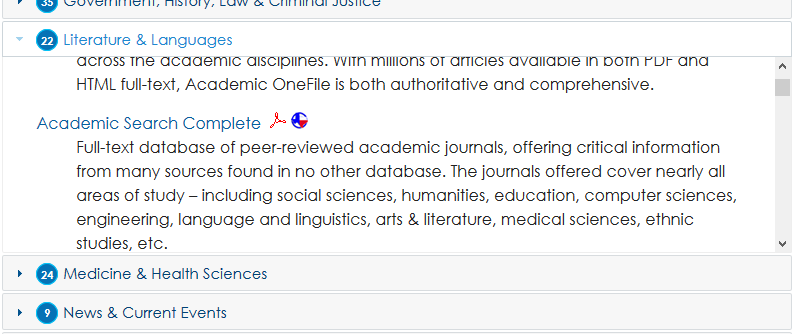 35 Government, History, Law & Criminal Justice
22 Literature & Languages
across the academic disciplines. With millions of articles available in both PDF and
HTML full-text, Academic OneFile is both authoritative and comprehensive.
Academic Search Complete
Full-text database of peer-reviewed academic journals, offering critical information
from many sources found in no other database. The journals offered cover nearly all
areas of study – including social sciences, humanities, education, computer sciences,
engineering, language and linguistics, arts & literature, medical sciences, ethnic
studies, etc.
24 Medicine & Health Sciences
9 News & Current Events